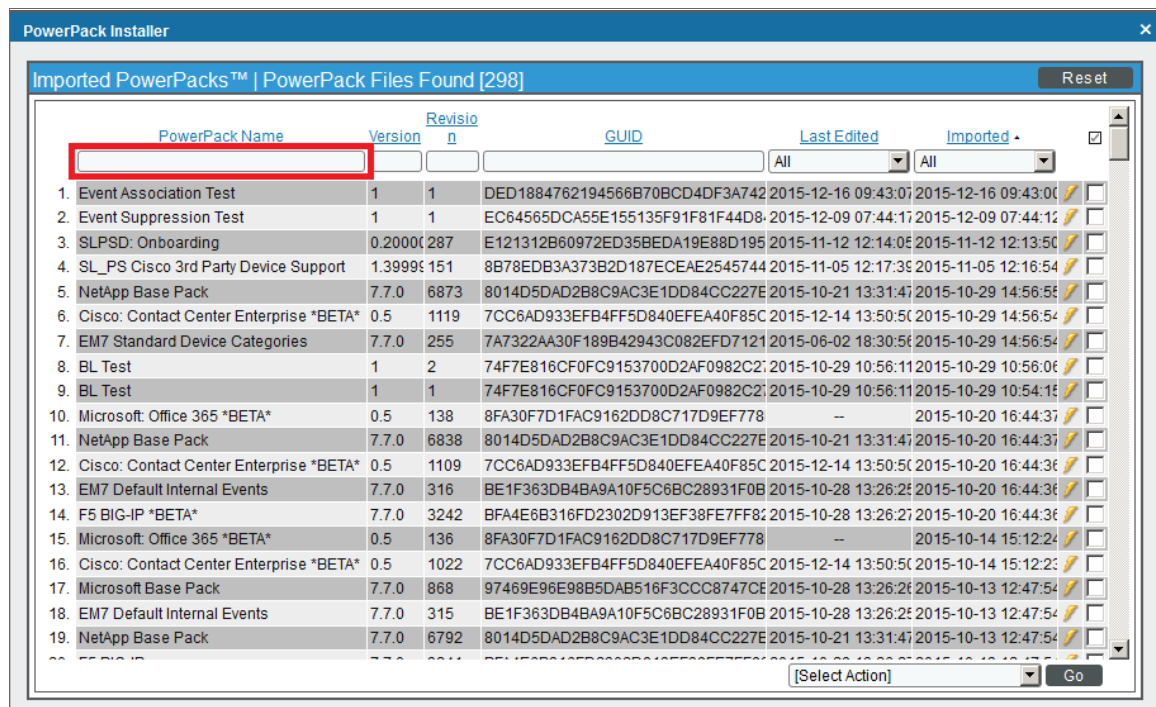 PowerPack Installer ×
Imported PowerPacks™ | PowerPack Files Found [298] Reset
PowerPack Name Version Revision GUID Last Edited Imported
All All
1. Event Association Test 1 1 DED1884762194566B70BCD4DF3A742 2015-12-16 09:43:07 2015-12-16 09:43:00
2. Event Suppression Test 1 1 EC64565DCA55E155135F91F81F44D8 2015-12-09 07:44:17 2015-12-09 07:44:12
3. SLPSD: Onboarding 0.20000 287 E121312B60972ED35BEDA19E88D195 2015-11-12 12:14:05 2015-11-12 12:13:50
4. SL_PS Cisco 3rd Party Device Support 1.39999 151 8B78EDB3A373B2D187ECEAE2545744 2015-11-05 12:17:39 2015-11-05 12:16:54
5. NetApp Base Pack 7.7.0 6873 8014D5DAD2B8C9AC3E1DD84CC227E 2015-10-21 13:31:47 2015-10-29 14:56:55
6. Cisco: Contact Center Enterprise *BETA* 0.5 1119 7CC6AD933EFB4FF5D840EFEA40F85C 2015-12-14 13:50:50 2015-10-29 14:56:54
7. EM7 Standard Device Categories 7.7.0 255 7A7322AA30F189B42943C082EFD7121 2015-06-02 18:30:56 2015-10-29 14:56:54
8. BL Test 1 2 74F7E816CF0FC9153700D2AF0982C2 2015-10-29 10:56:11 2015-10-29 10:56:06
9. BL Test 1 1 74F7E816CF0FC9153700D2AF0982C2 2015-10-29 10:56:11 2015-10-29 10:54:15
10. Microsoft: Office 365 *BETA* 0.5 138 8FA30F7D1FAC9162DD8C717D9EF778 -- 2015-10-20 16:44:37
11. NetApp Base Pack 7.7.0 6838 8014D5DAD2B8C9AC3E1DD84CC227E 2015-10-21 13:31:47 2015-10-20 16:44:37
12. Cisco: Contact Center Enterprise *BETA* 0.5 1109 7CC6AD933EFB4FF5D840EFEA40F85C 2015-12-14 13:50:50 2015-10-20 16:44:36
13. EM7 Default Internal Events 7.7.0 316 BE1F363DB4BA9A10F5C6BC28931F0B 2015-10-28 13:26:25 2015-10-20 16:44:36
14. F5 BIG-IP *BETA* 7.7.0 3242 BFA4E6B316FD2302D913EF38FE7FF82 2015-10-28 13:26:27 2015-10-20 16:44:36
15. Microsoft: Office 365 *BETA* 0.5 136 8FA30F7D1FAC9162DD8C717D9EF778 -- 2015-10-14 15:12:24
16. Cisco: Contact Center Enterprise *BETA* 0.5 1022 7CC6AD933EFB4FF5D840EFEA40F85C 2015-12-14 13:50:50 2015-10-14 15:12:23
17. Microsoft Base Pack 7.7.0 868 97469E96E98B5DAB516F3CCC8747CE 2015-10-28 13:26:26 2015-10-13 12:47:54
18. EM7 Default Internal Events 7.7.0 315 BE1F363DB4BA9A10F5C6BC28931F0B 2015-10-28 13:26:25 2015-10-13 12:47:54
19. NetApp Base Pack 7.7.0 6792 8014D5DAD2B8C9AC3E1DD84CC227E 2015-10-21 13:31:47 2015-10-13 12:47:54
[Select Action] Go